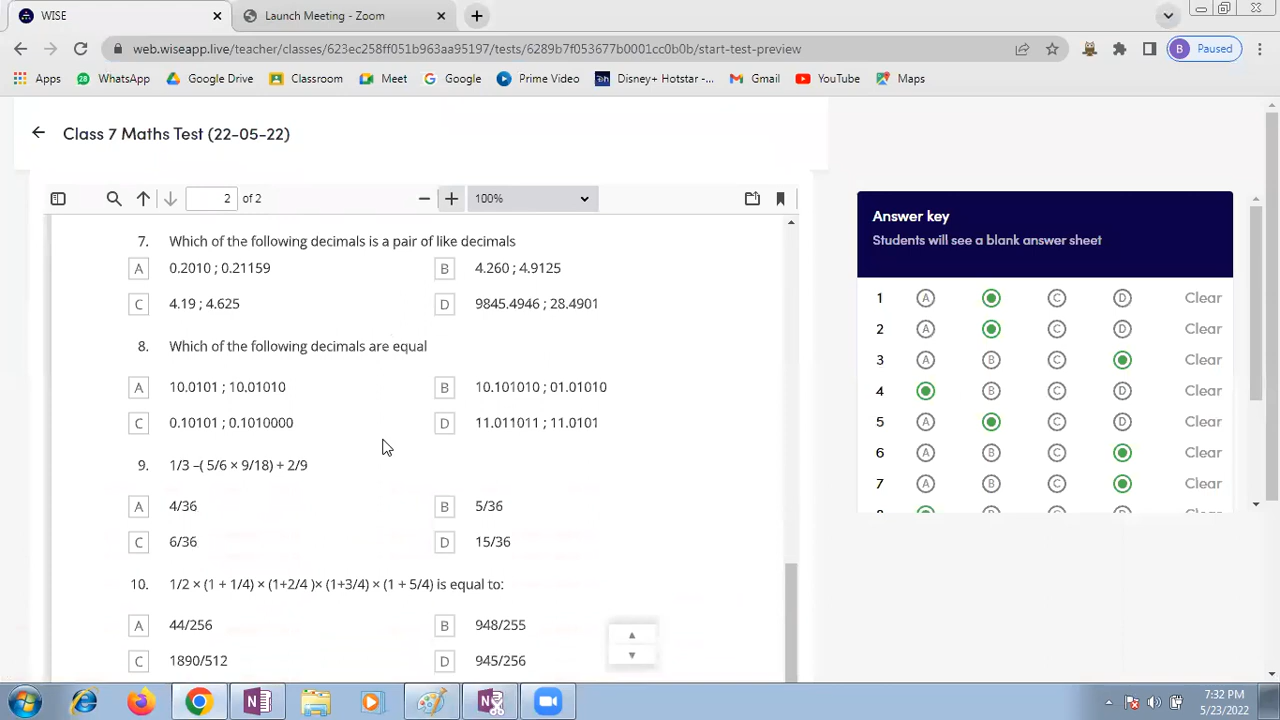 WISE
Launch Meeting - Zoom
web.wiseapp.live/teacher/classes/623ec258ff051b963aa95197/tests/6289b7f053677b0001cc0b0b/start-test-preview
B Paused
Apps 28 WhatsApp Google Drive Classroom Meet G Google Prime Video Disney+ Hotstar -... Gmail YouTube Maps
Class 7 Maths Test (22-05-22)
2 of 2 100%
7. Which of the following decimals is a pair of like decimals
A 0.2010 ; 0.21159 B 4.260 ; 4.9125
C 4.19 ; 4.625 D 9845.4946 ; 28.4901
8. Which of the following decimals are equal
A 10.0101 ; 10.01010 B 10.101010 ; 01.01010
C 0.10101 ; 0.1010000 D 11.011011 ; 11.0101
9. 1/3 –( 5/6 × 9/18) + 2/9
A 4/36 B 5/36
C 6/36 D 15/36
10. 1/2 × (1 + 1/4) × (1+2/4 )× (1+3/4) × (1 + 5/4) is equal to:
A 44/256 B 948/255
C 1890/512 D 945/256
Answer key
Students will see a blank answer sheet
1 A C D Clear
2 A C D Clear
3 A B C Clear
4 B C D Clear
5 A C D Clear
6 A B C Clear
7 A B C Clear
7:32 PM
5/23/2022